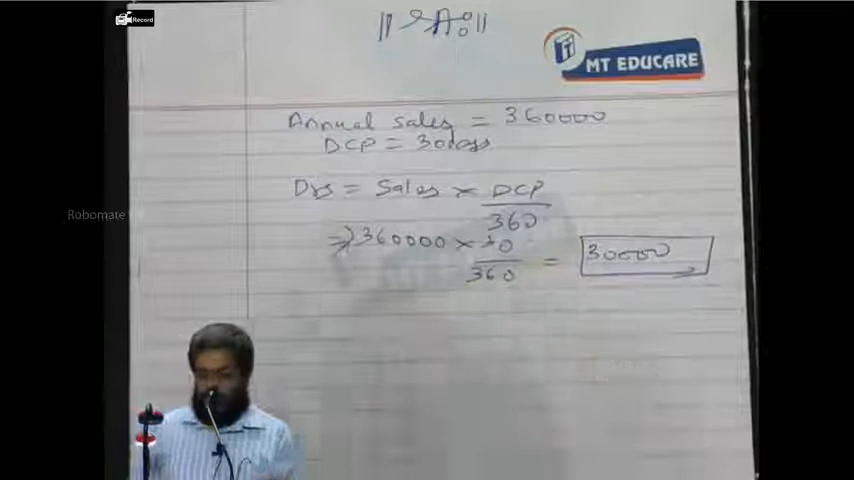 Record
MT EDUCARE
Annual sales = 360000
DCP = 30days
Robomate
Drs = Sales × DCP
360
⇒ 360000 × 30
360
= 30000